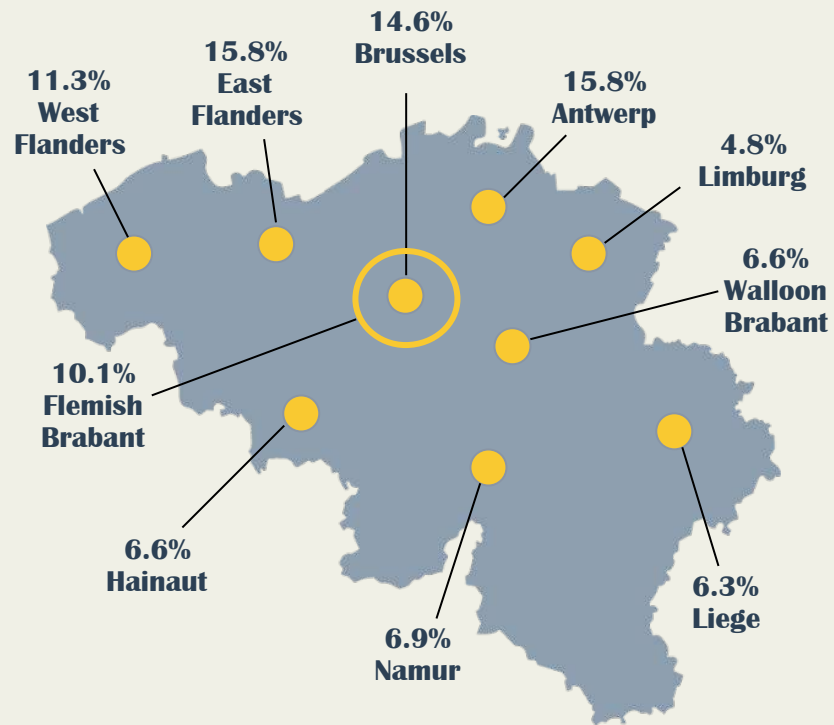 14.6%
Brussels
15.8%
East
Flanders
11.3%
West
Flanders
15.8%
Antwerp
4.8%
Limburg
6.6%
Walloon
Brabant
10.1%
Flemish
Brabant
6.6%
Hainaut
6.3%
Liege
6.9%
Namur